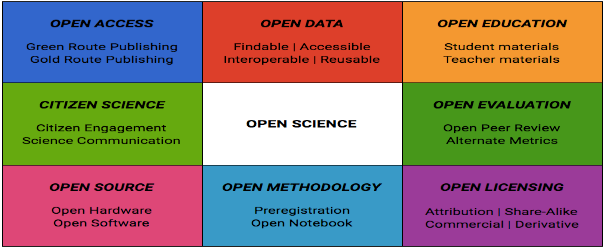 OPEN ACCESS
Green Route Publishing
Gold Route Publishing
OPEN DATA
Findable | Accessible
Interoperable | Reusable
OPEN EDUCATION
Student materials
Teacher materials
CITIZEN SCIENCE
Citizen Engagement
Science Communication
OPEN SCIENCE
OPEN EVALUATION
Open Peer Review
Alternate Metrics
OPEN SOURCE
Open Hardware
Open Software
OPEN METHODOLOGY
Preregistration
Open Notebook
OPEN LICENSING
Attribution | Share-Alike
Commercial | Derivative